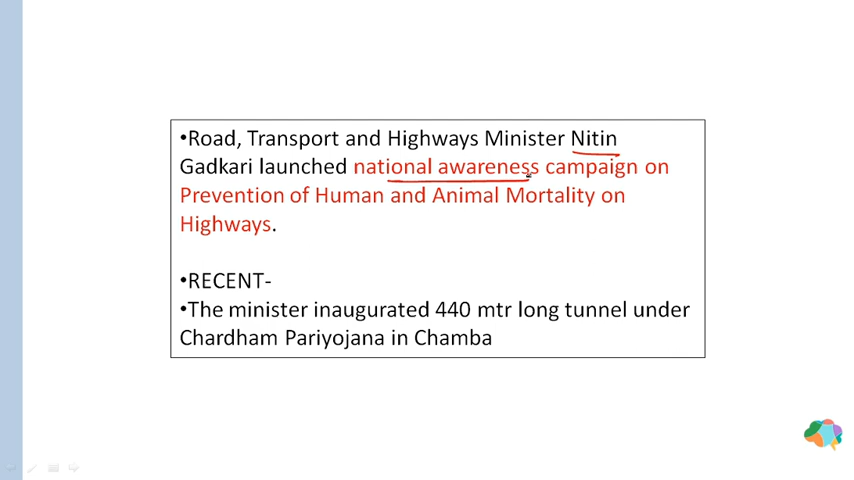 •Road, Transport and Highways Minister Nitin
Gadkari launched national awareness campaign on
Prevention of Human and Animal Mortality on
Highways.
•RECENT-
•The minister inaugurated 440 mtr long tunnel under
Chardham Pariyojana in Chamba